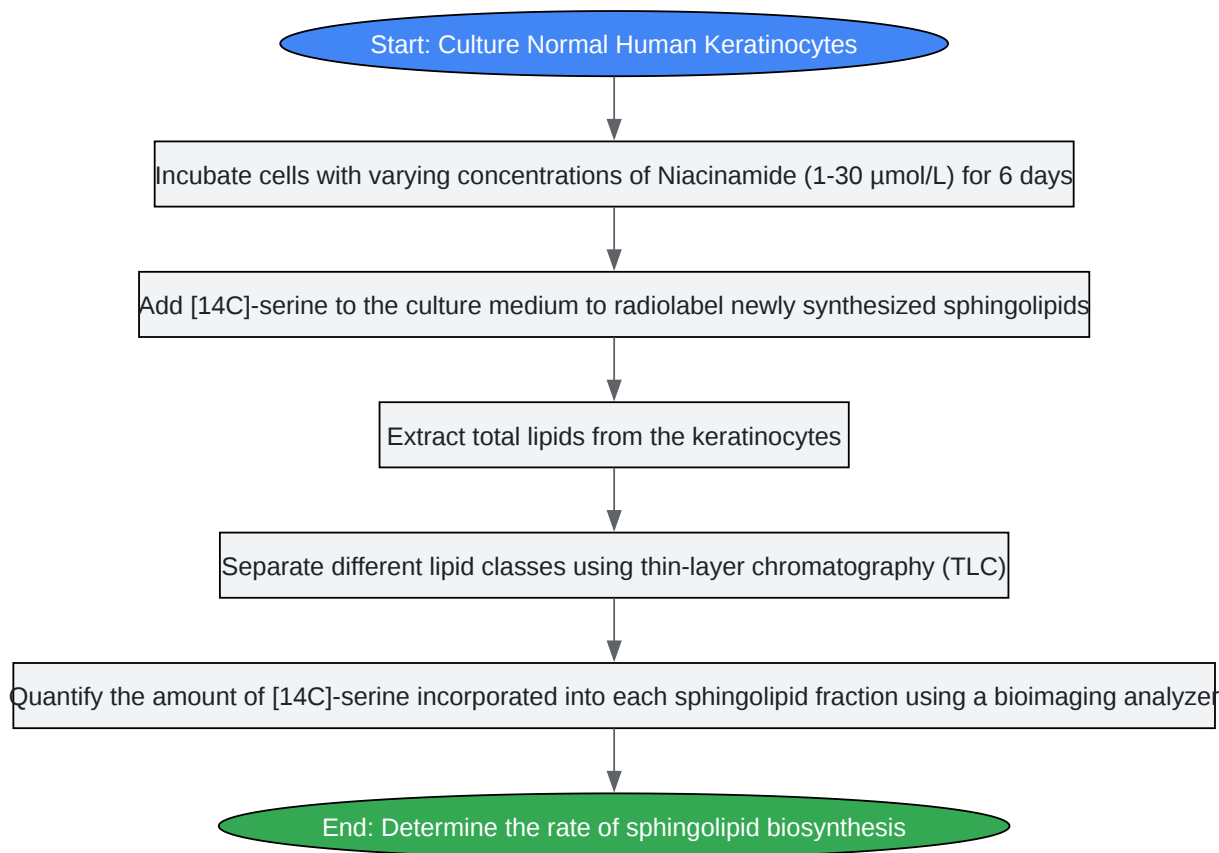 Start: Culture Normal Human Keratinocytes
Incubate cells with varying concentrations of Niacinamide (1-30 µmol/L) for 6 days
Add [14C]-serine to the culture medium to radiolabel newly synthesized sphingolipids
Extract total lipids from the keratinocytes
Separate different lipid classes using thin-layer chromatography (TLC)
Quantify the amount of [14C]-serine incorporated into each sphingolipid fraction using a bioimaging analyzer
End: Determine the rate of sphingolipid biosynthesis